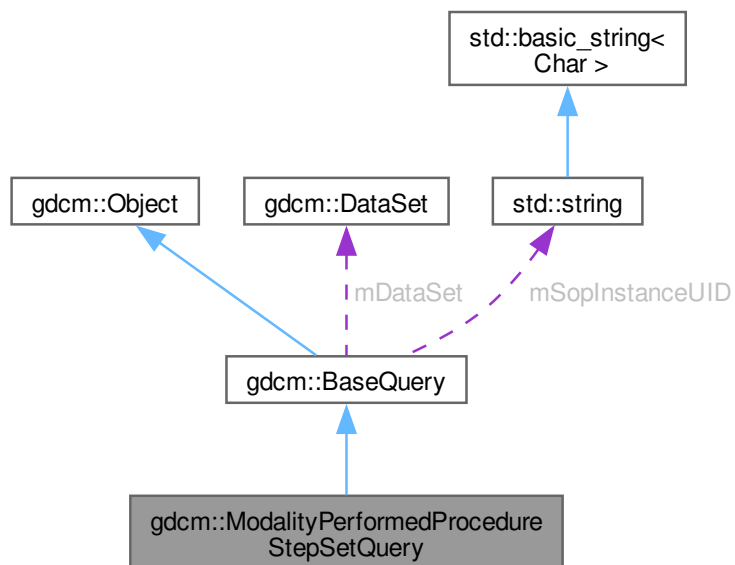 std::basic_string<
Char >
gdcm::Object
gdcm::DataSet
std::string
mDataSet
mSopInstanceUID
gdcm::BaseQuery
gdcm::ModalityPerformedProcedure
StepSetQuery